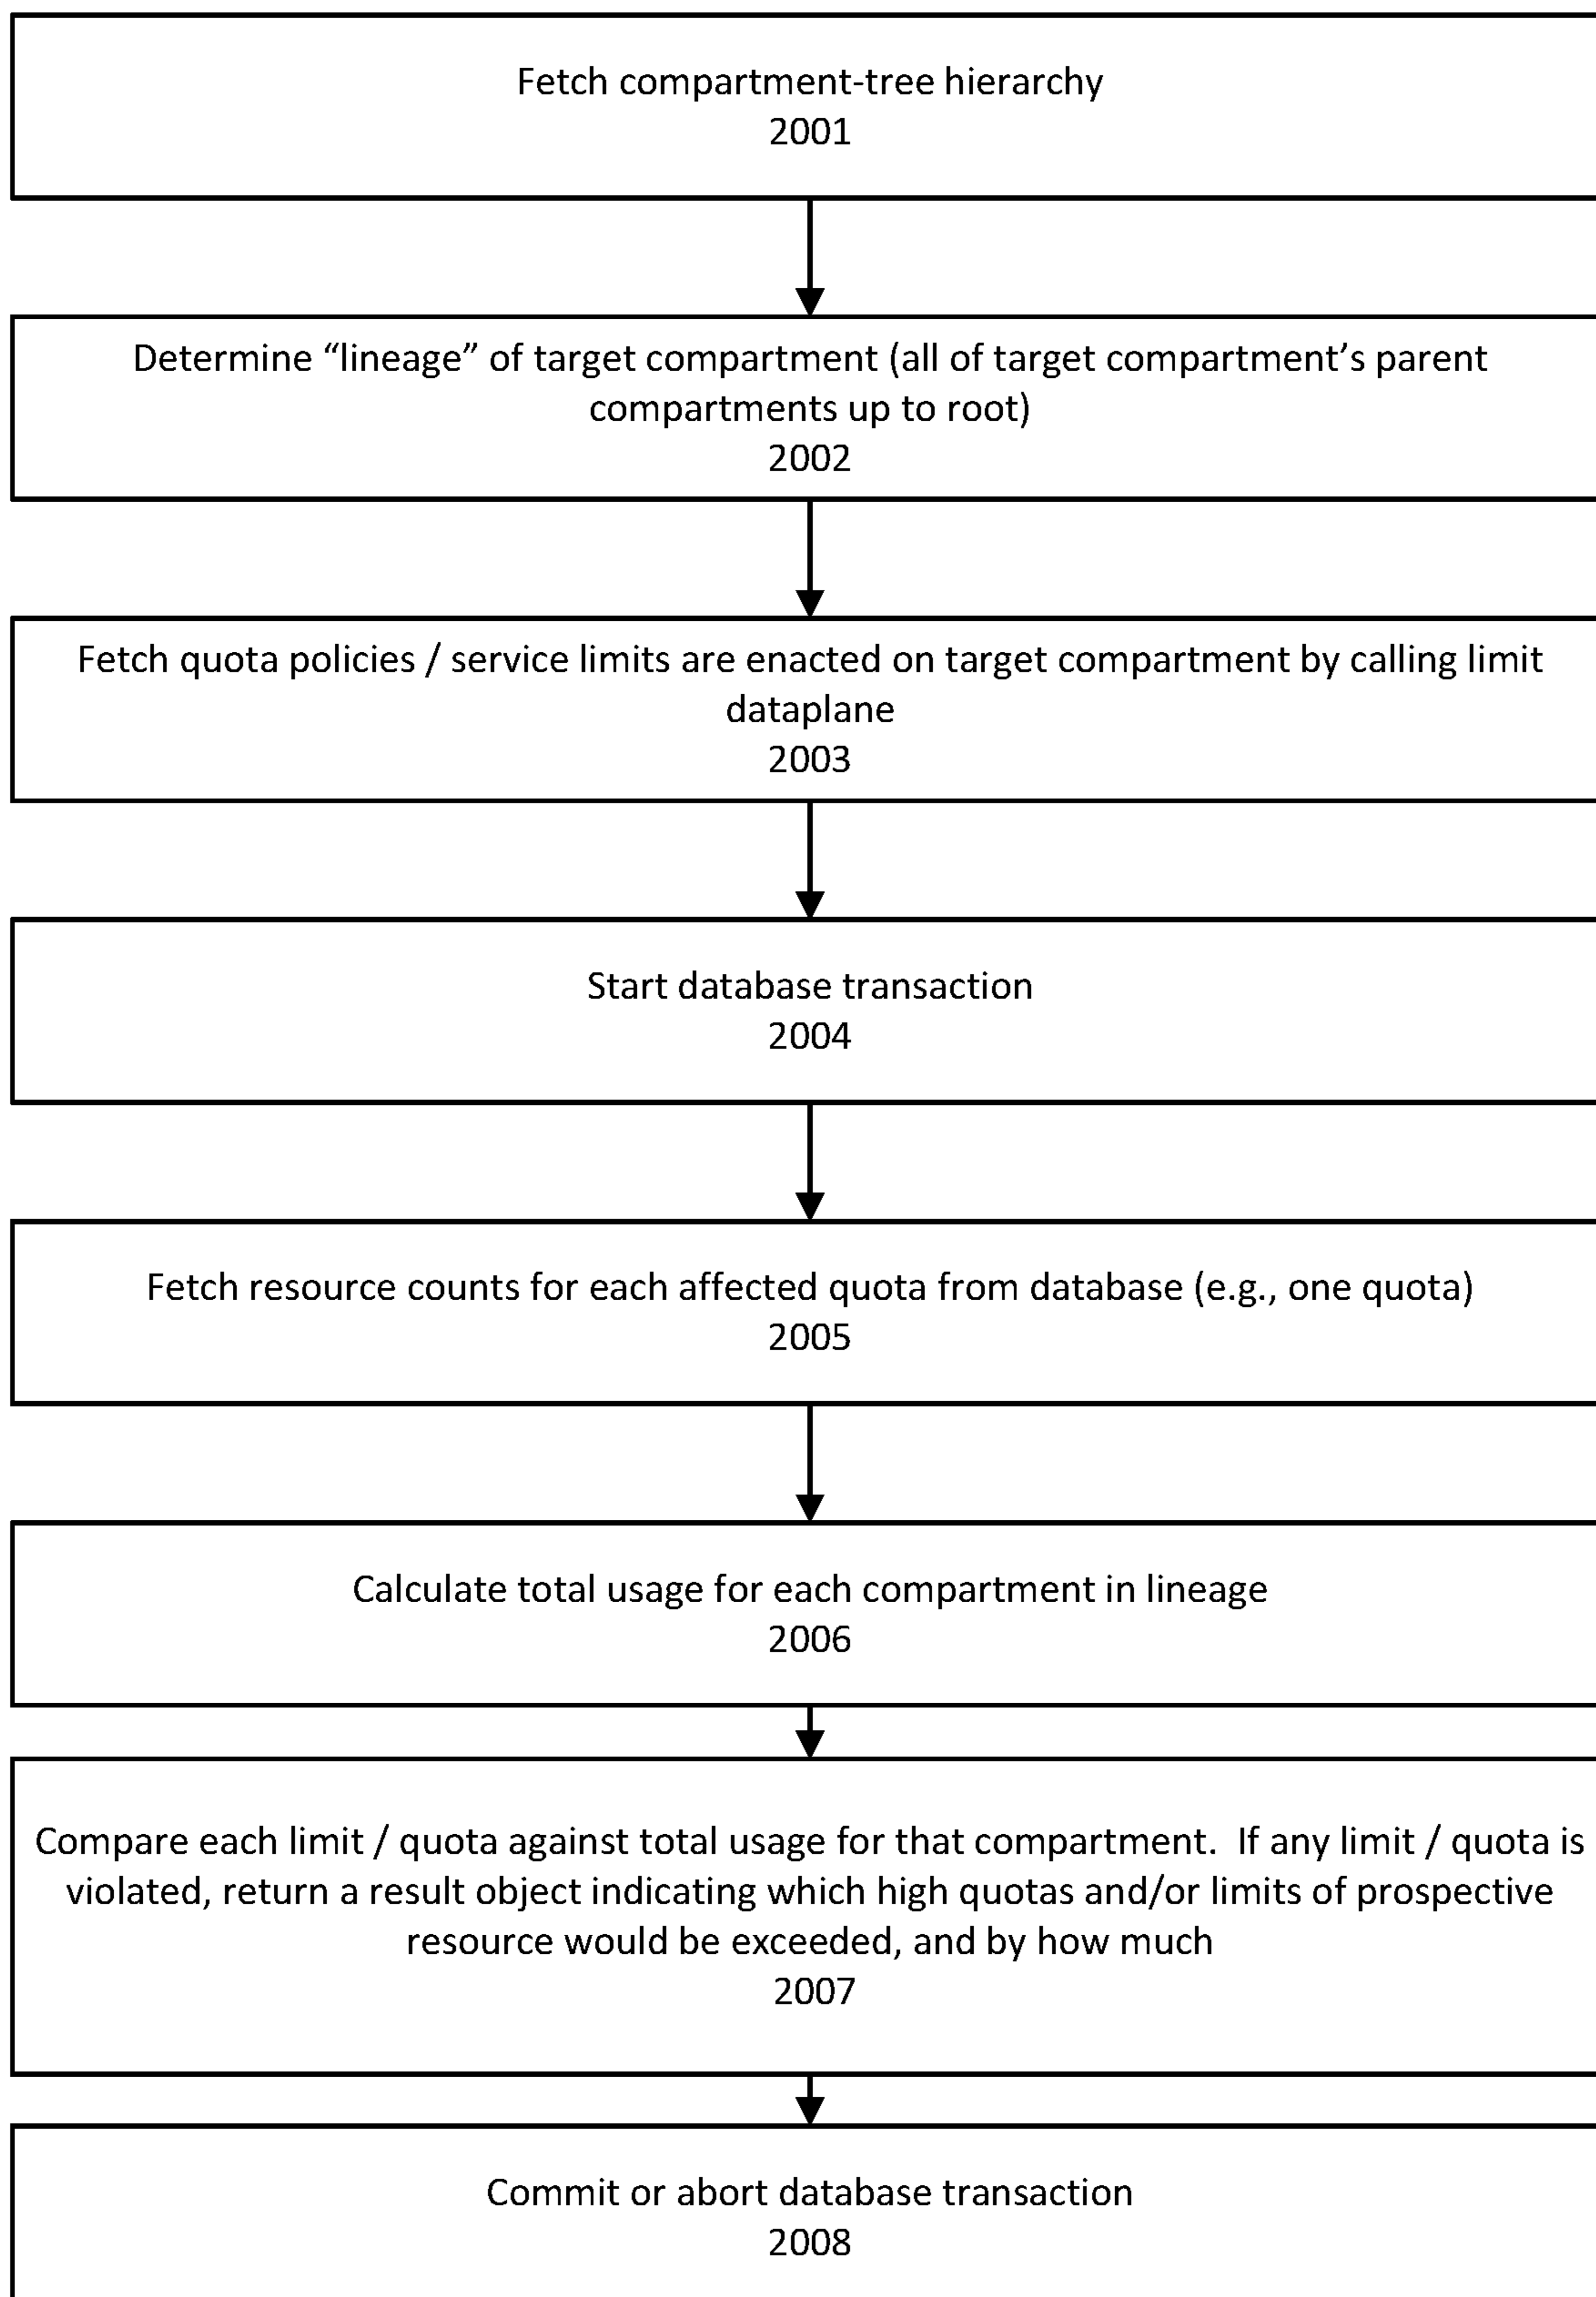 Fetch compartment-tree hierarchy
2001
Determine “lineage” of target compartment (all of target compartment’s parent
compartments up to root)
2002
Fetch quota policies / service limits are enacted on target compartment by calling limit
dataplane
2003
Start database transaction
2004
Fetch resource counts for each affected quota from database (e.g., one quota)
2005
Calculate total usage for each compartment in lineage
2006
Compare each limit / quota against total usage for that compartment.  If any limit / quota is
violated, return a result object indicating which high quotas and/or limits of prospective
resource would be exceeded, and by how much
2007
Commit or abort database transaction
2008